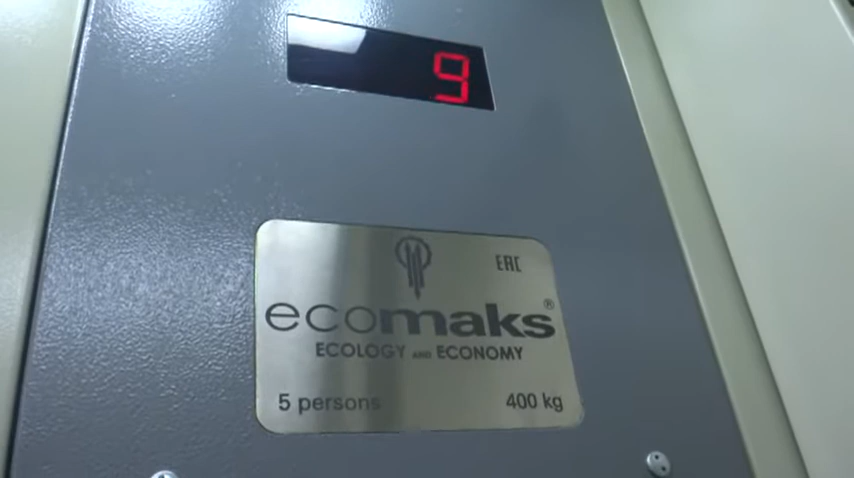 9
EAC
ecomaks®
ECOLOGY AND ECONOMY
5 persons 400 kg